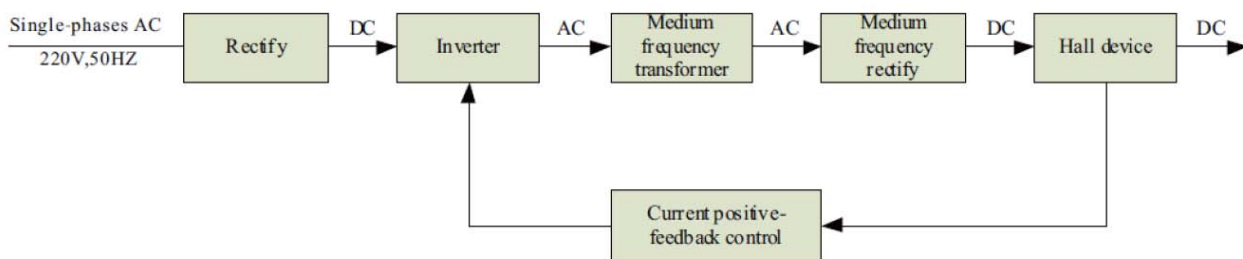 Single-phases AC
220V,50HZ
Rectify
DC
Inverter
AC
Medium
frequency
transformer
AC
Medium
frequency
rectify
DC
Hall device
DC
Current positive-
feedback control